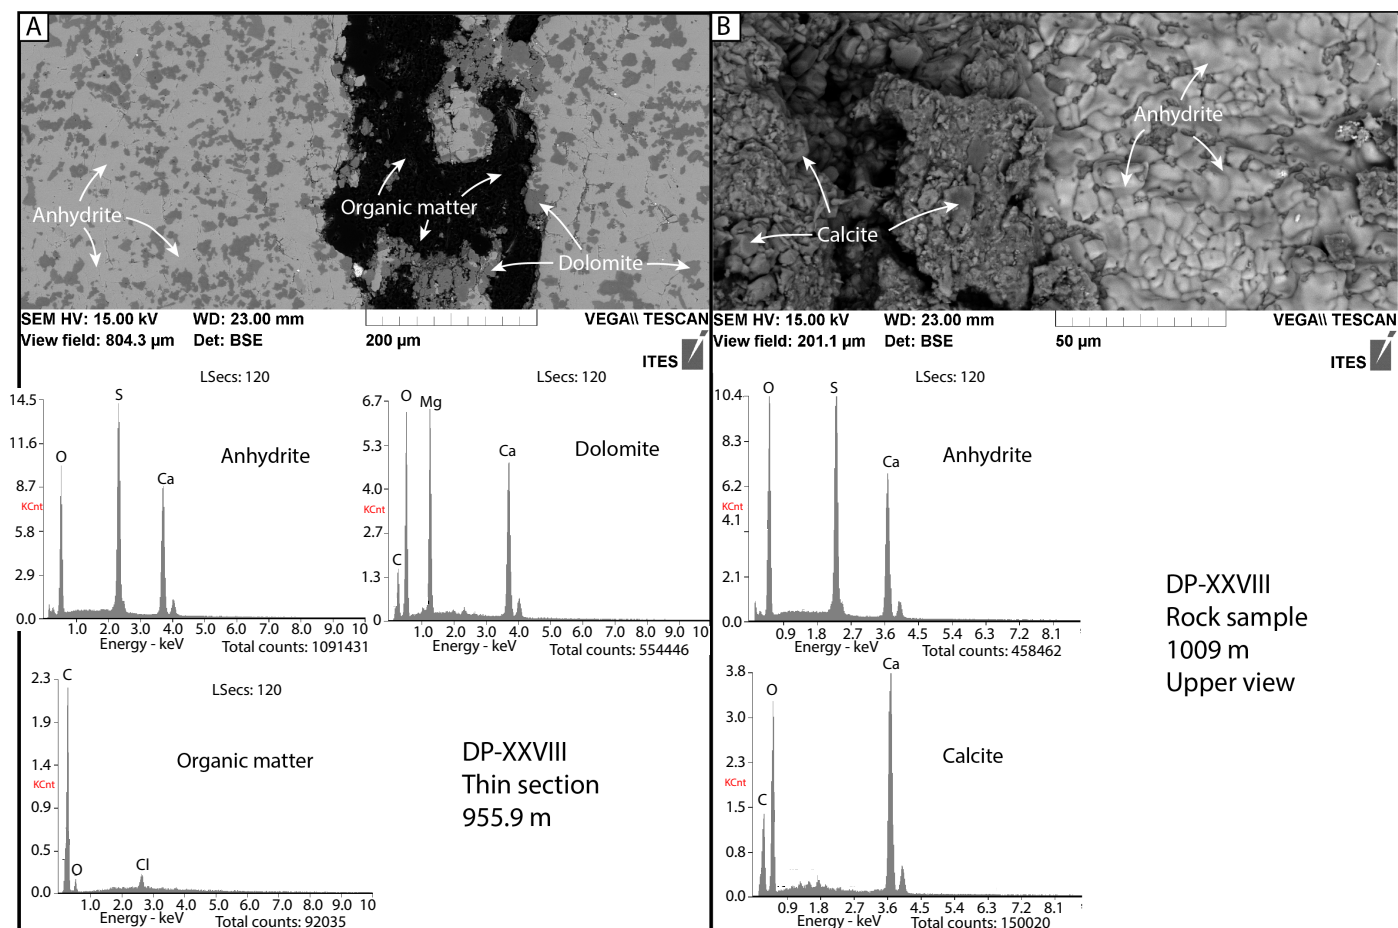 A
Anhydrite
Organic matter
Dolomite
SEM HV: 15.00 kV WD: 23.00 mm VEGA\\ TESCAN
View field: 804.3 µm Det: BSE 200 µm
ITES
LSecs: 120
14.5
11.6
8.7
KCnt
5.8
2.9
0.0
O
S
Ca
Anhydrite
1.0 2.0 3.0 4.0 5.0 6.0 7.0 8.0 9.0 10.0
Energy - keV Total counts: 1091431
LSecs: 120
6.7
5.3
4.0
KCnt
2.7
1.3
0
C
O
Mg
Ca
Dolomite
1.0 2.0 3.0 4.0 5.0 6.0 7.0 8.0 9.0 10
Energy - keV Total counts: 554446
LSecs: 120
2.3
1.9
1.4
KCnt
0.9
0.5
0.0
C
O
Cl
Organic matter
1.0 2.0 3.0 4.0 5.0 6.0 7.0 8.0 9.0 10
Energy - keV Total counts: 92035
DP-XXVIII
Thin section
955.9 m
B
Anhydrite
Calcite
SEM HV: 15.00 kV WD: 23.00 mm VEGA\\ TESCAN
View field: 201.1 µm Det: BSE 50 µm
ITES
LSecs: 120
10.4
8.3
6.2
KCnt
4.1
2.1
0.0
O
S
Ca
Anhydrite
0.9 1.8 2.7 3.6 4.5 5.4 6.3 7.2 8.1
Energy - keV Total counts: 458462
3.8
3.0
2.3
KCnt
1.5
0.8
0.0
C
O
Ca
Calcite
0.9 1.8 2.7 3.6 4.5 5.4 6.3 7.2 8.1
Energy - keV Total counts: 150020
DP-XXVIII
Rock sample
1009 m
Upper view